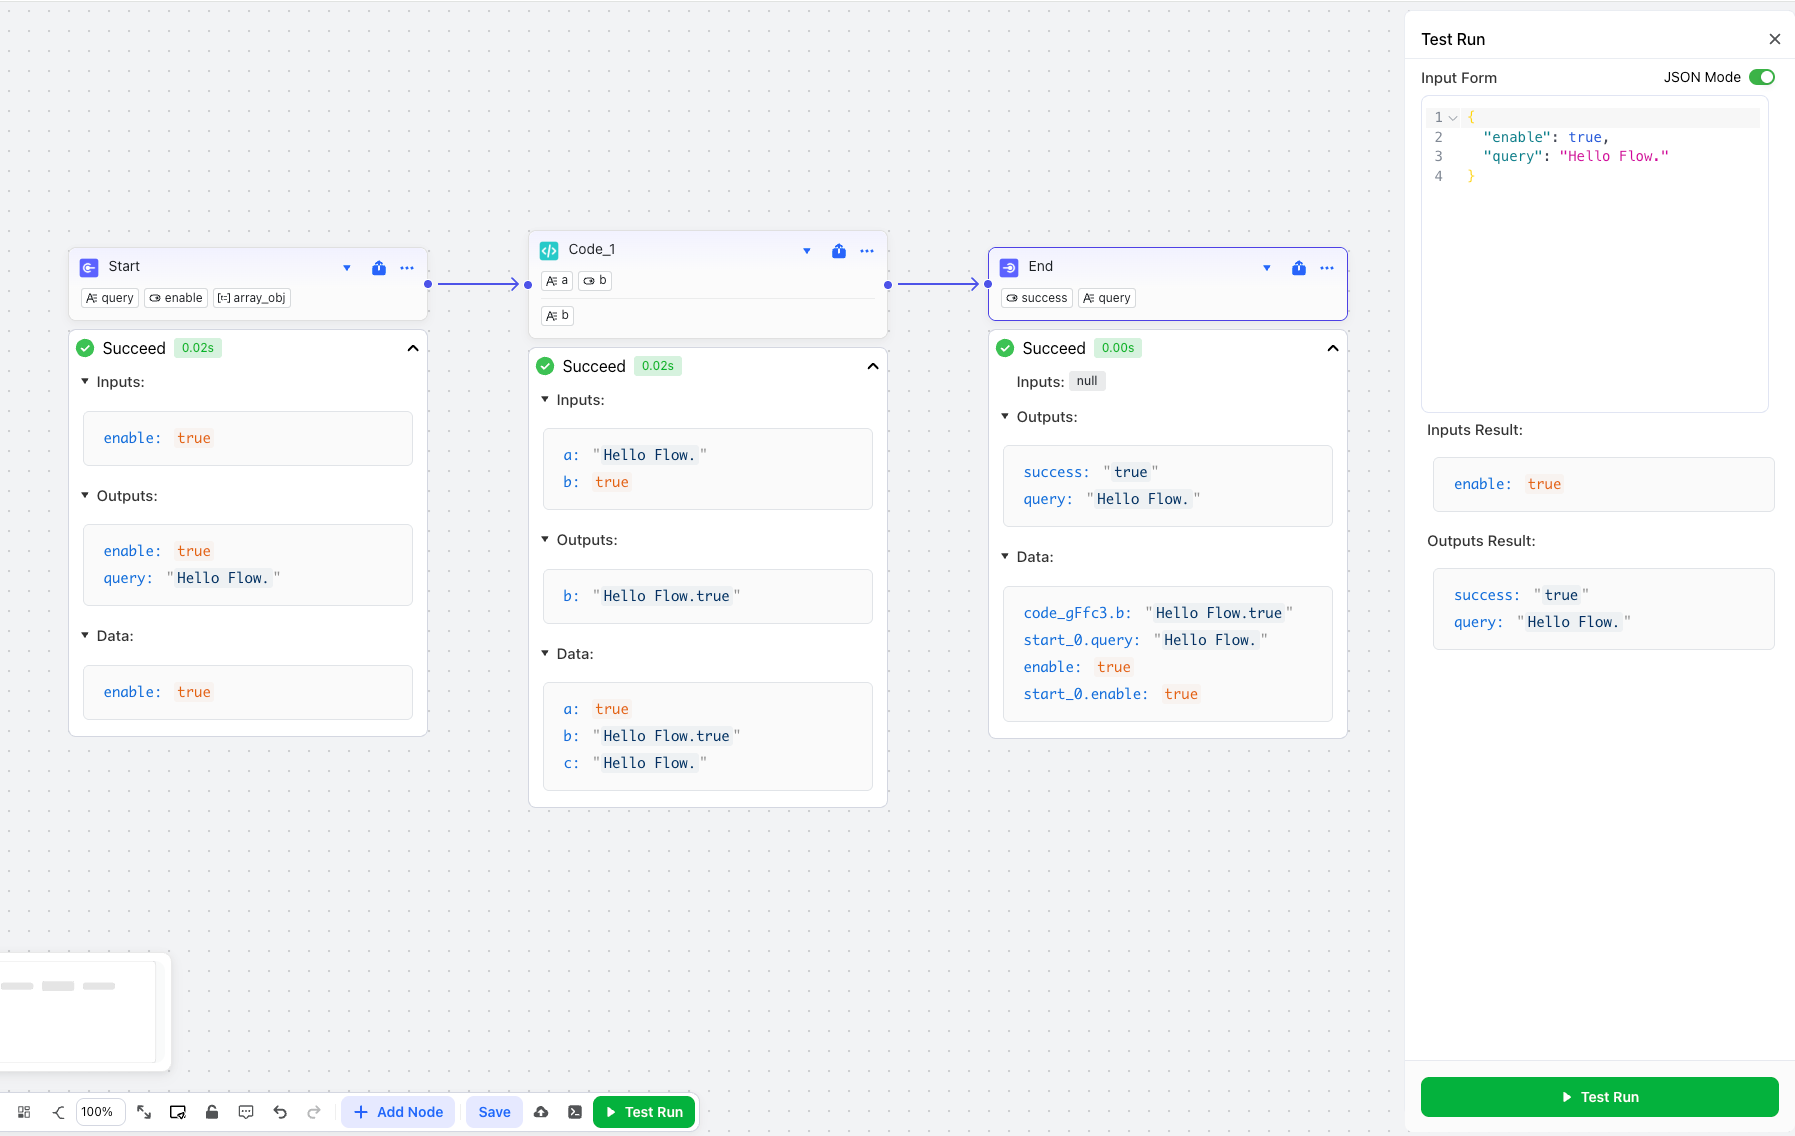 Start
query enable array_obj
Succeed 0.02s
Inputs:
enable: true
Outputs:
enable: true
query: "Hello Flow."
Data:
enable: true
Code_1
a b
b
Succeed 0.02s
Inputs:
a: "Hello Flow."
b: true
Outputs:
b: "Hello Flow.true"
Data:
a: true
b: "Hello Flow.true"
c: "Hello Flow."
End
success query
Succeed 0.00s
Inputs: null
Outputs:
success: "true"
query: "Hello Flow."
Data:
code_gFfc3.b: "Hello Flow.true"
start_0.query: "Hello Flow."
enable: true
start_0.enable: true
Test Run
Input Form JSON Mode
1 {
2 "enable": true,
3 "query": "Hello Flow."
4 }
Inputs Result:
enable: true
Outputs Result:
success: "true"
query: "Hello Flow."
Test Run
100% Add Node Save Test Run